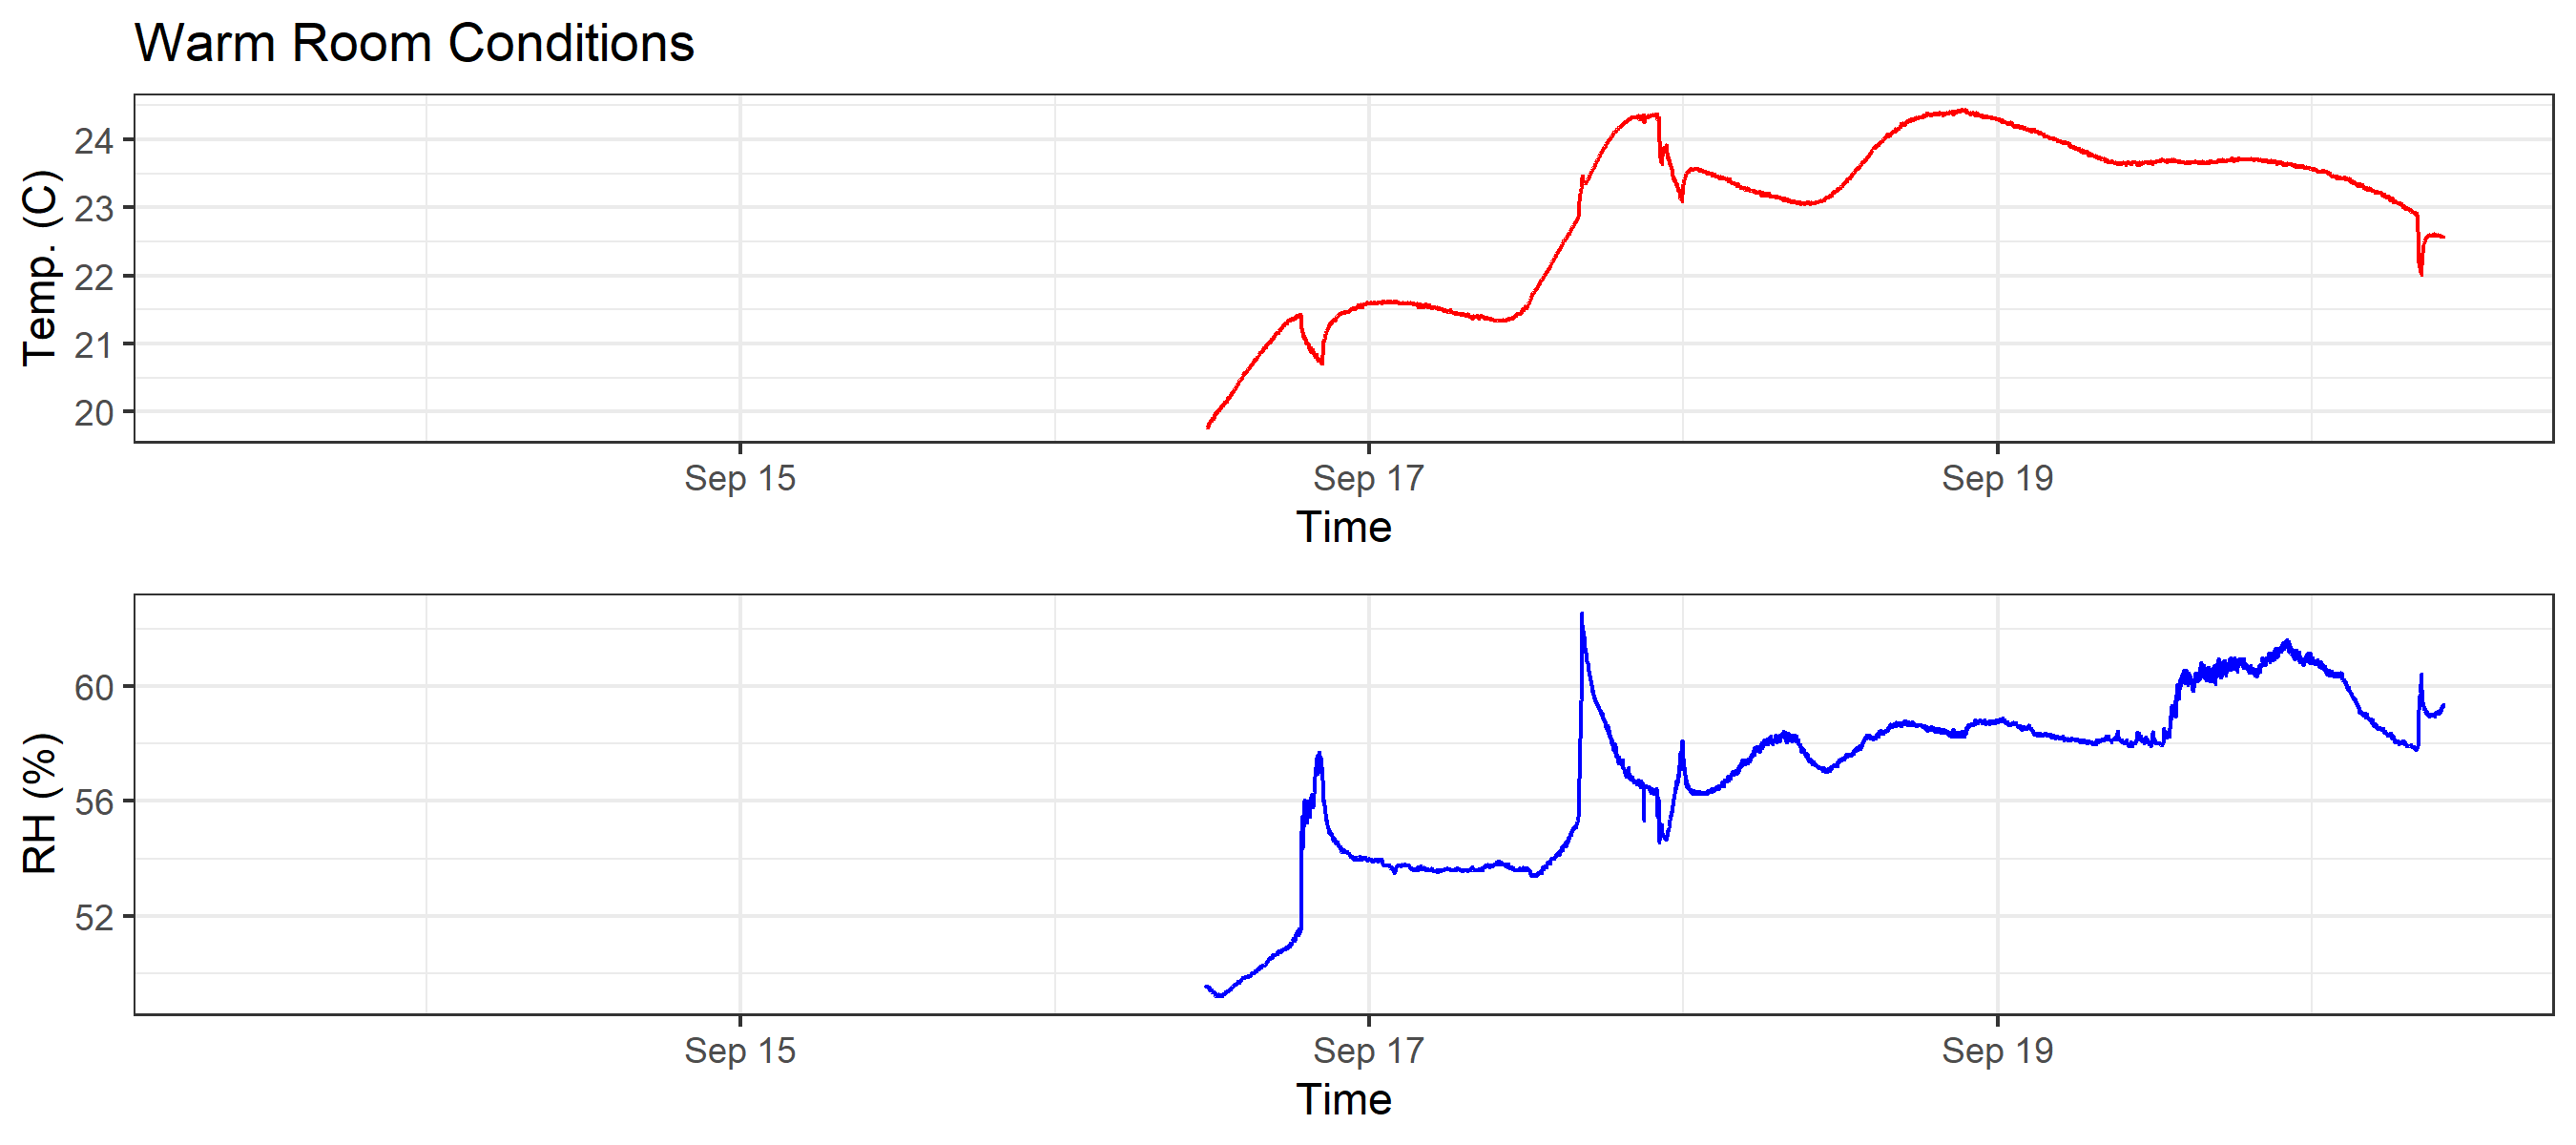 Warm Room Conditions
Temp. (C)
24
23
22
21
20
Sep 15 Sep 17 Sep 19
Time
RH (%)
60
56
52
Sep 15 Sep 17 Sep 19
Time